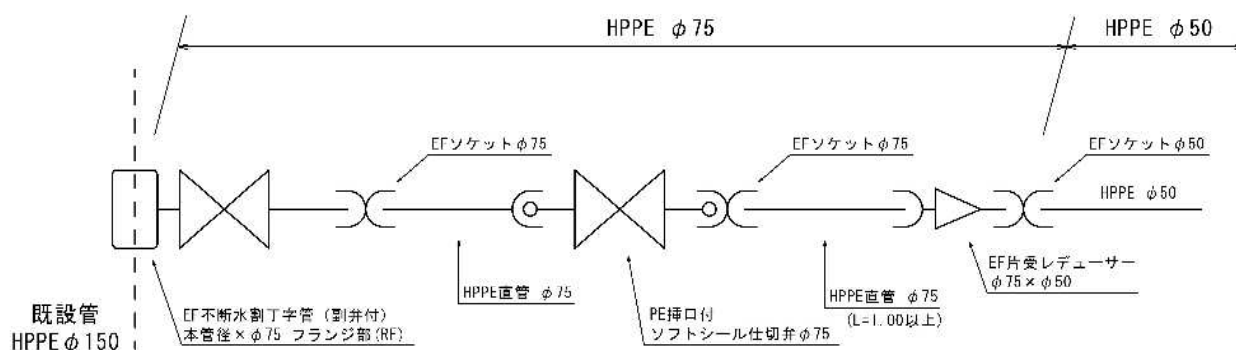 HPPE φ75
HPPE φ50
EFソケットφ75
EFソケットφ75
EFソケットφ50
HPPE φ50
HPPE直管 φ75
HPPE直管 φ75
(L=1.00以上)
EF片受レデューサー
φ75×φ50
既設管
HPPEφ150
EF不断水割丁字管 (副弁付)
本管径×φ75 フランジ部(RF)
PE挿口付
ソフトシール仕切弁φ75